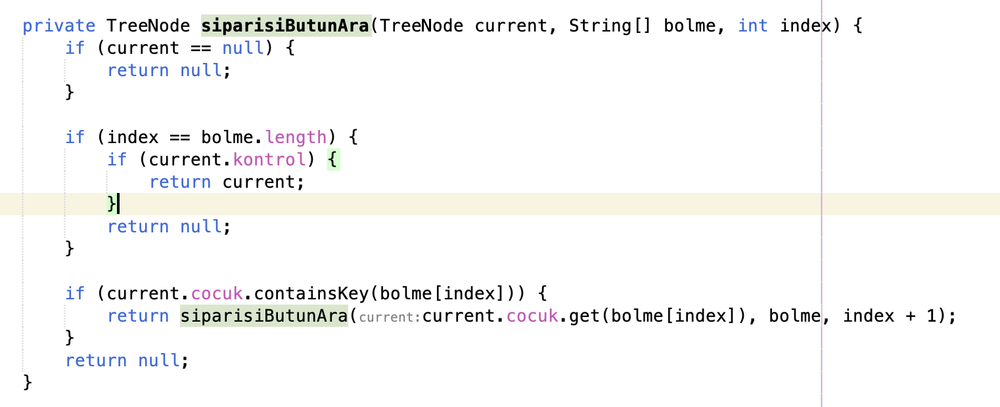 private TreeNode siparisiButunAra(TreeNode current, String[] bolme, int index) {
    if (current == null) {
        return null;
    }

    if (index == bolme.length) {
        if (current.kontrol) {
            return current;
        }
        return null;
    }

    if (current.cocuk.containsKey(bolme[index])) {
        return siparisiButunAra(current:current.cocuk.get(bolme[index]), bolme, index + 1);
    }
    return null;
}